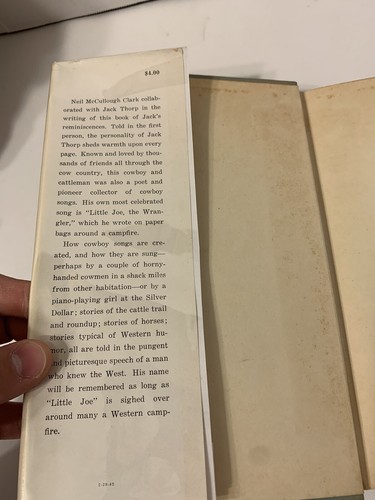 $4.00
Neil McCullough Clark collab-
orated with Jack Thorp in the
writing of this book of Jack's
reminiscences. Told in the first
person, the personality of Jack
Thorp sheds warmth upon every
page. Known and loved by thou-
sands of friends all through the
cow country, this cowboy and
cattleman was also a poet and
pioneer collector of cowboy
songs. His own most celebrated
song is "Little Joe, the Wran-
gler," which he wrote on paper
bags around a campfire.
How cowboy songs are cre-
ated, and how they are sung—
perhaps by a couple of horny-
handed cowmen in a shack miles
from other habitation—or by a
piano-playing girl at the Silver
Dollar; stories of the cattle trail
and roundup; stories of horses;
stories typical of Western hu-
mor, all are told in the pungent
and picturesque speech of a man
who knew the West. His name
will be remembered as long as
"Little Joe" is sighed over
around many a Western camp-
fire.